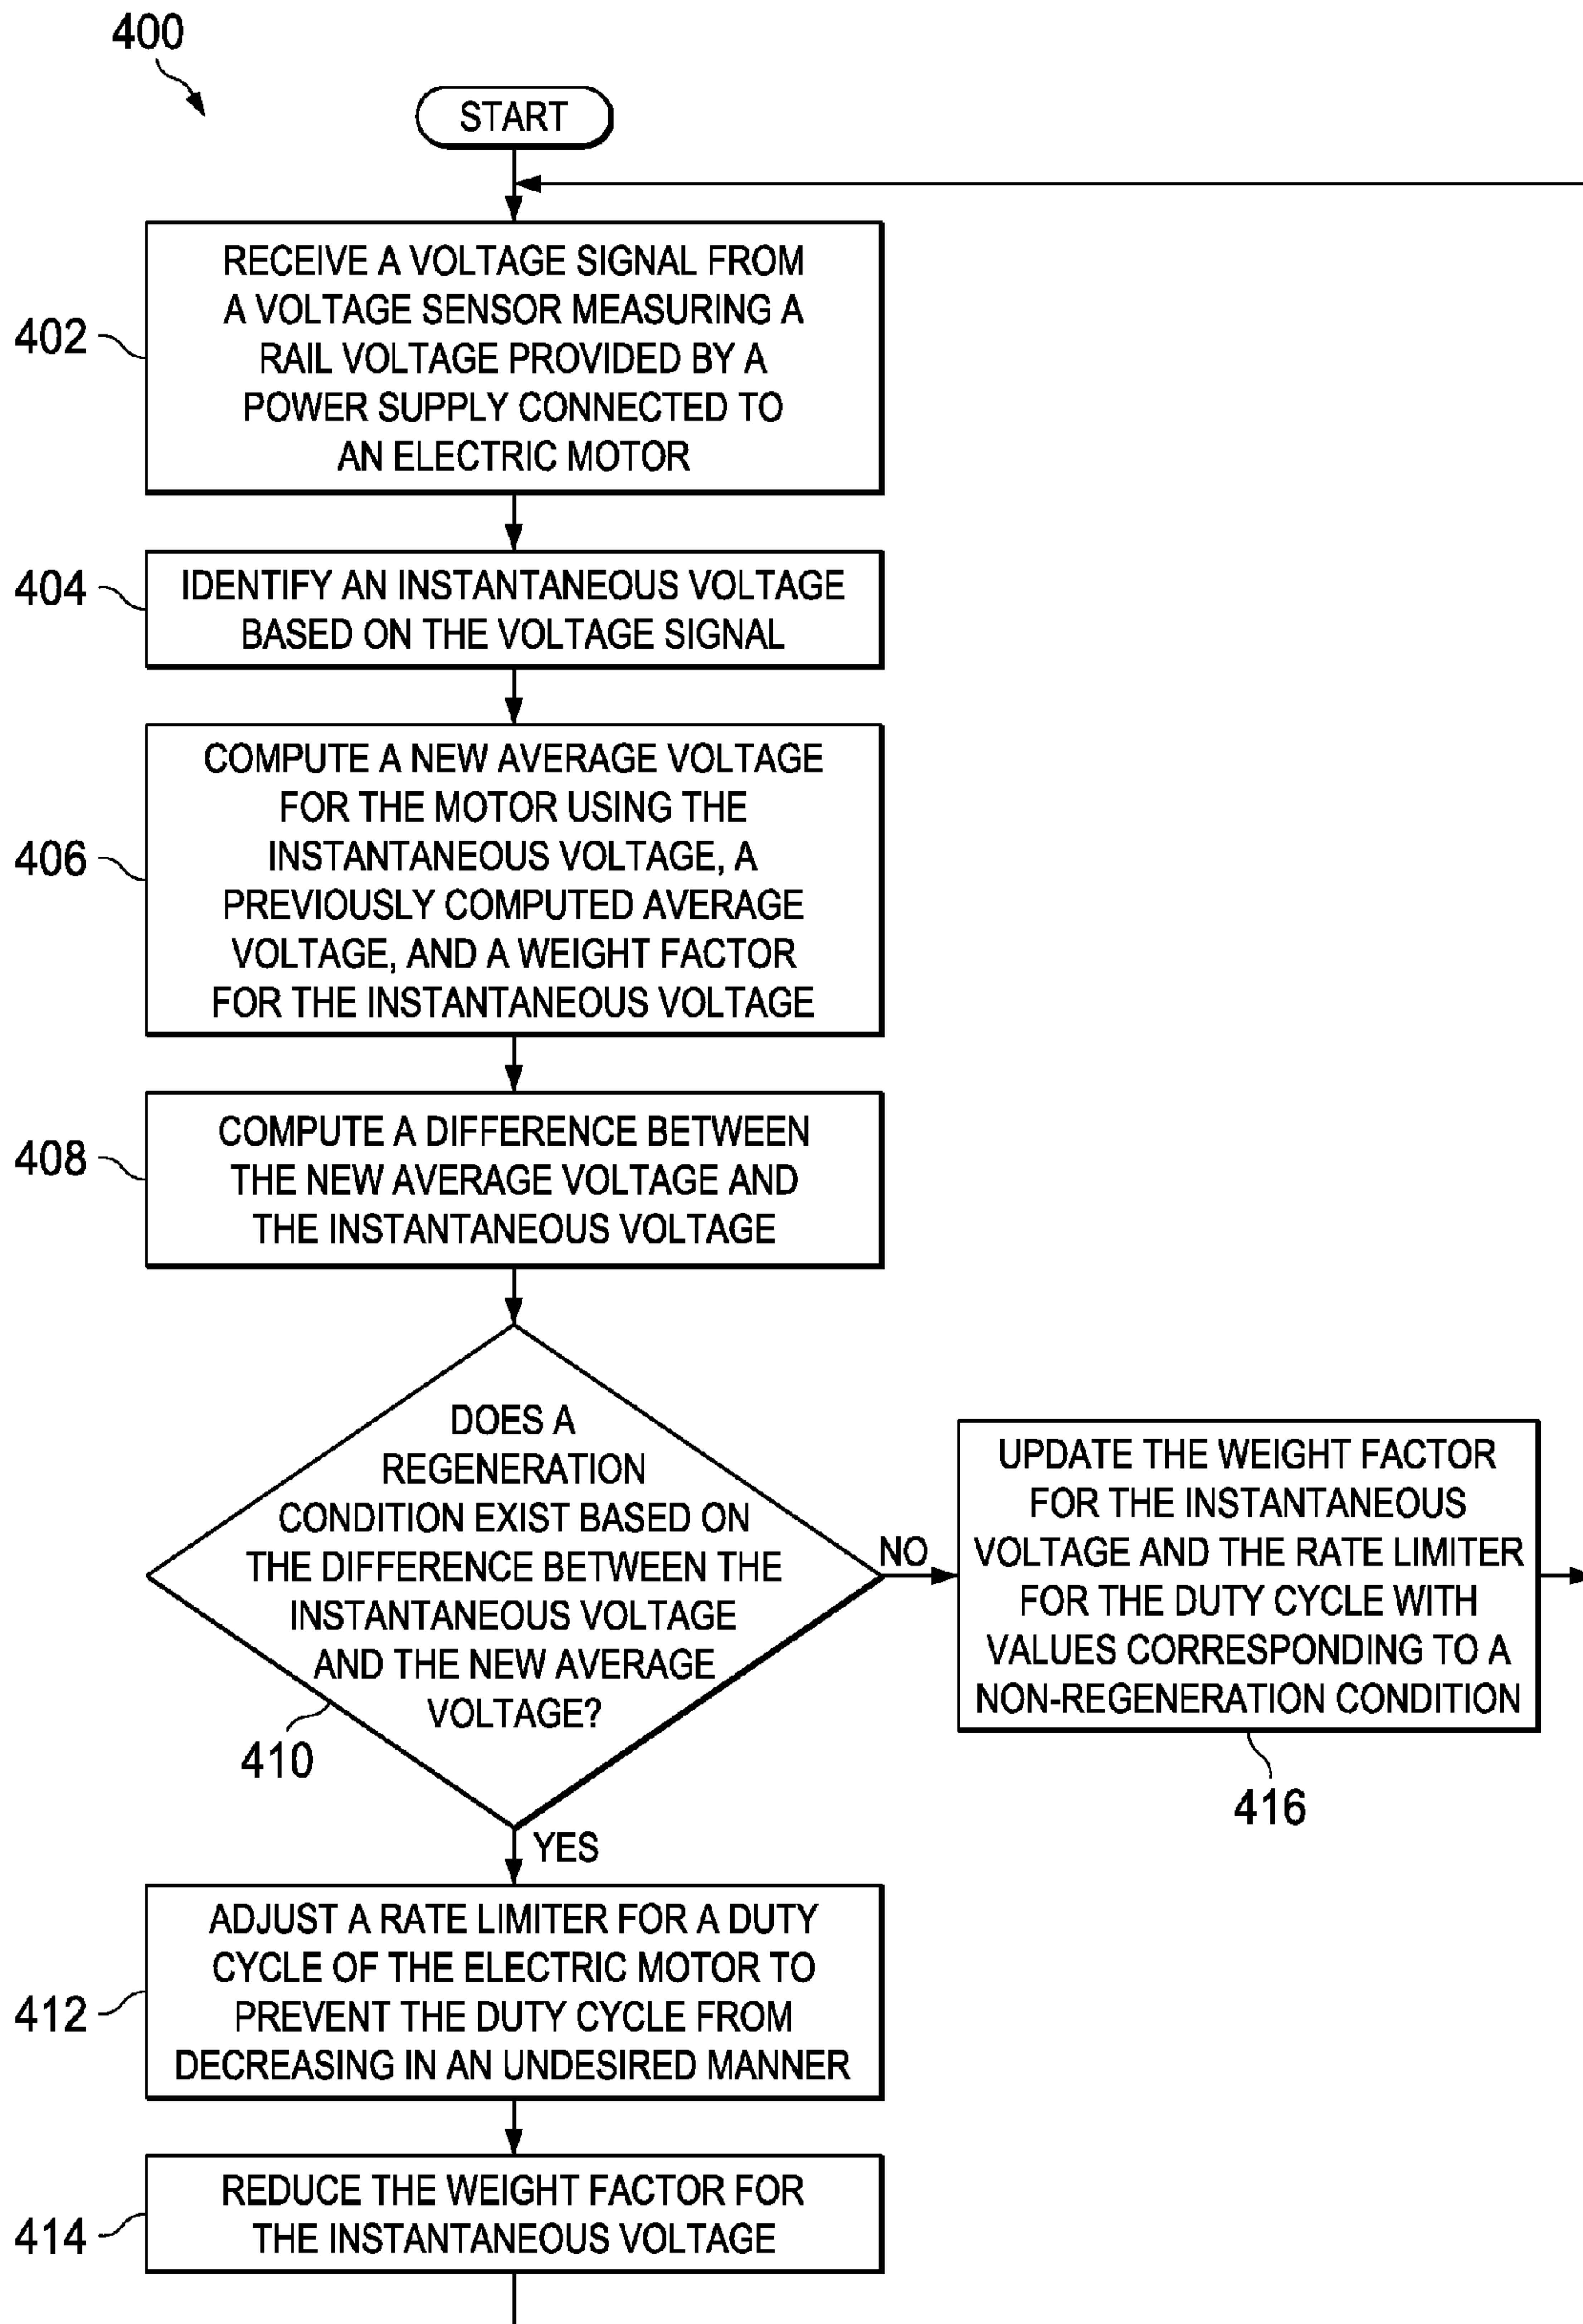 400
START
402
RECEIVE A VOLTAGE SIGNAL FROM
A VOLTAGE SENSOR MEASURING A
RAIL VOLTAGE PROVIDED BY A
POWER SUPPLY CONNECTED TO
AN ELECTRIC MOTOR
404
IDENTIFY AN INSTANTANEOUS VOLTAGE
BASED ON THE VOLTAGE SIGNAL
406
COMPUTE A NEW AVERAGE VOLTAGE
FOR THE MOTOR USING THE
INSTANTANEOUS VOLTAGE, A
PREVIOUSLY COMPUTED AVERAGE
VOLTAGE, AND A WEIGHT FACTOR
FOR THE INSTANTANEOUS VOLTAGE
408
COMPUTE A DIFFERENCE BETWEEN
THE NEW AVERAGE VOLTAGE AND
THE INSTANTANEOUS VOLTAGE
DOES A
REGENERATION
CONDITION EXIST BASED ON
THE DIFFERENCE BETWEEN THE
INSTANTANEOUS VOLTAGE
AND THE NEW AVERAGE
VOLTAGE?
410
NO
UPDATE THE WEIGHT FACTOR
FOR THE INSTANTANEOUS
VOLTAGE AND THE RATE LIMITER
FOR THE DUTY CYCLE WITH
VALUES CORRESPONDING TO A
NON-REGENERATION CONDITION
416
YES
412
ADJUST A RATE LIMITER FOR A DUTY
CYCLE OF THE ELECTRIC MOTOR TO
PREVENT THE DUTY CYCLE FROM
DECREASING IN AN UNDESIRED MANNER
414
REDUCE THE WEIGHT FACTOR FOR
THE INSTANTANEOUS VOLTAGE